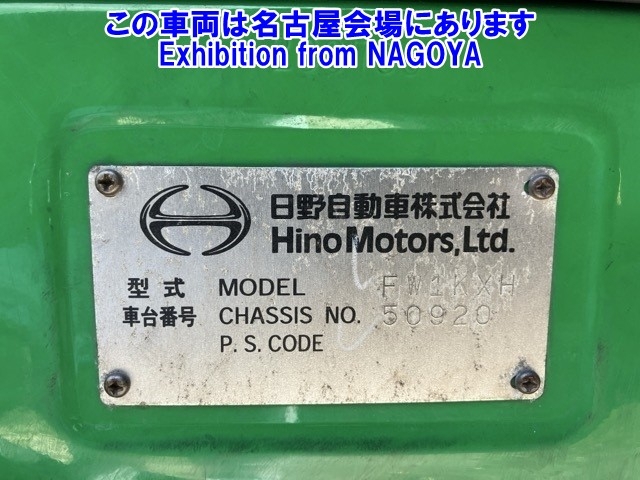 この車両は名古屋会場にあります
Exhibition from NAGOYA
日野自動車株式会社
Hino Motors, Ltd.
型式 MODEL FW1KXH
車台番号 CHASSIS NO. 50920
P. S. CODE